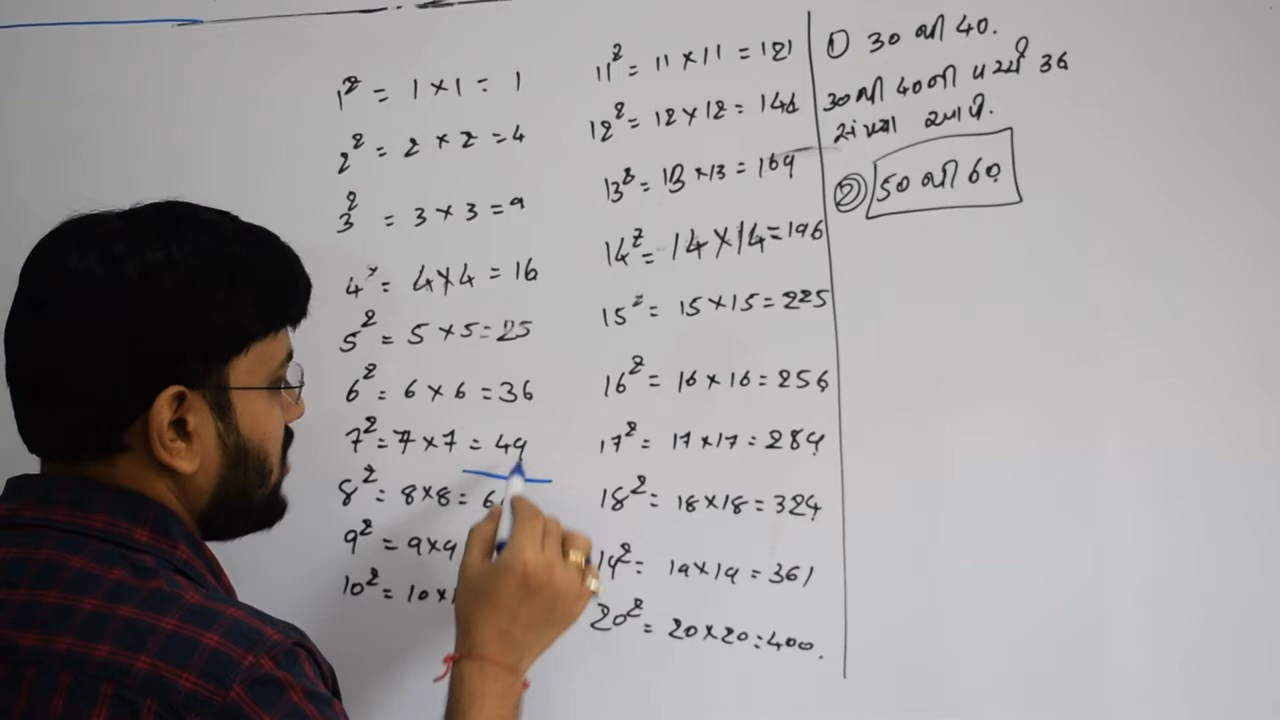 1² = 1 × 1 = 1
2² = 2 × 2 = 4
3² = 3 × 3 = 9
4² = 4 × 4 = 16
5² = 5 × 5 = 25
6² = 6 × 6 = 36
7² = 7 × 7 = 49
8² = 8 × 8 = 6
9² = 9 × 9
10² = 10 ×
11² = 11 × 11 = 121
12² = 12 × 12 = 144
13² = 13 × 13 = 169
14² = 14 × 14 = 196
15² = 15 × 15 = 225
16² = 16 × 16 = 256
17² = 17 × 17 = 289
18² = 18 × 18 = 324
19² = 19 × 19 = 361
20² = 20 × 20 = 400.
① 30 થી 40.
30 થી 40 ની વચ્ચે 36
સંખ્યા આવે.
② 50 થી 60